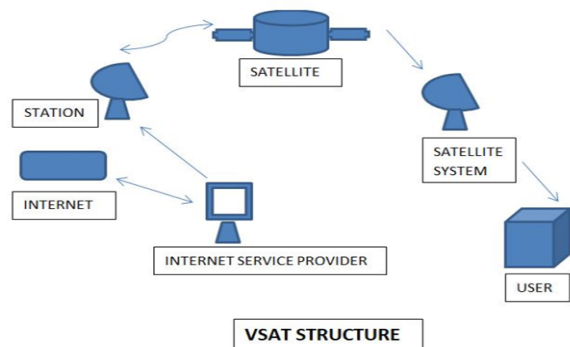 SATELLITE
STATION
SATELLITE
SYSTEM
INTERNET
INTERNET SERVICE PROVIDER
USER
VSAT STRUCTURE